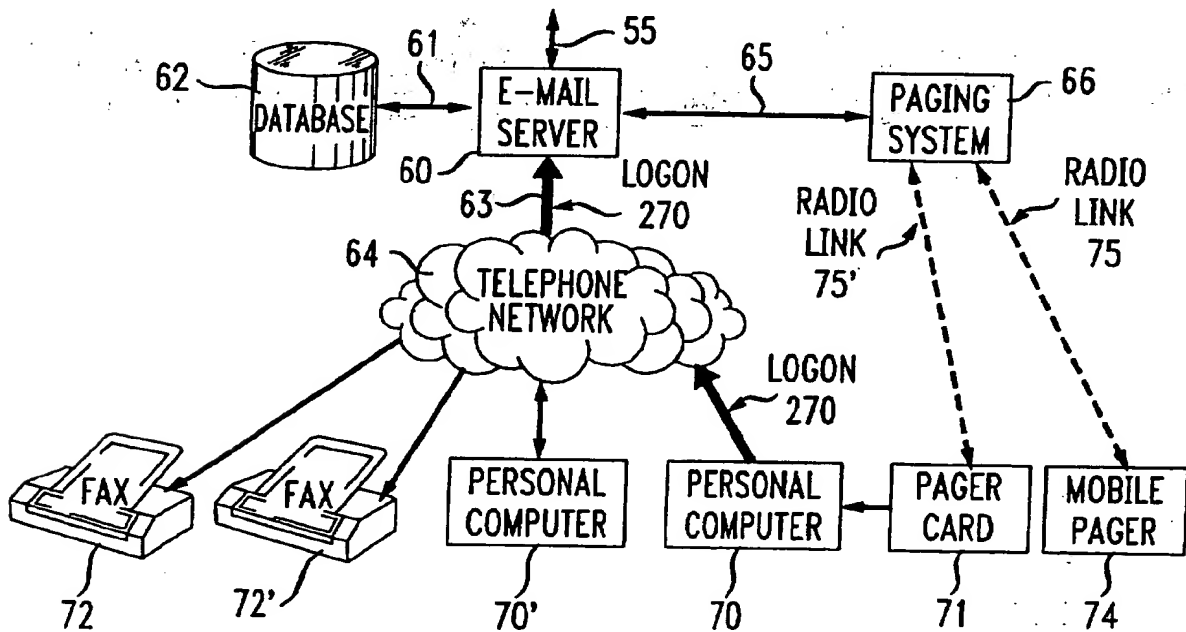 55
62
61
65
66
DATABASE
E-MAIL
SERVER
PAGING
SYSTEM
60
63
LOGON
270
RADIO
LINK
75'
RADIO
LINK
75
64
TELEPHONE
NETWORK
LOGON
270
FAX
FAX
PERSONAL
COMPUTER
PERSONAL
COMPUTER
PAGER
CARD
MOBILE
PAGER
72
72'
70'
70
71
74